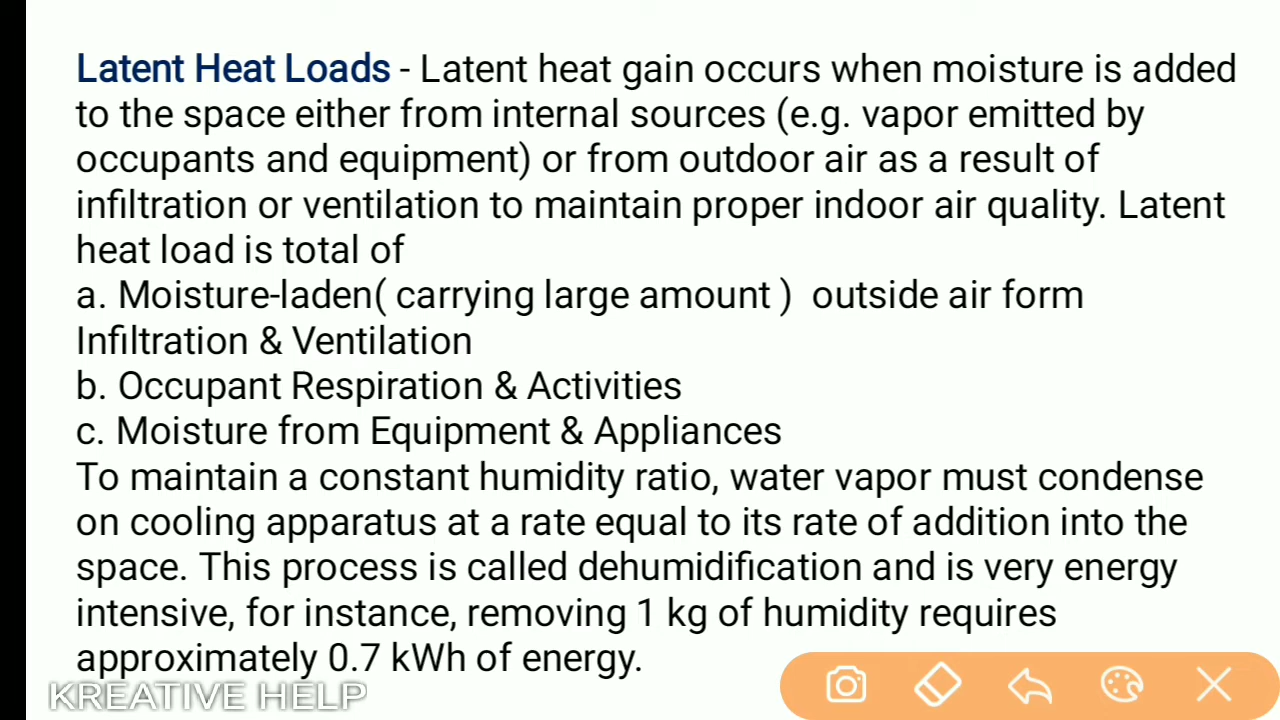 Latent Heat Loads - Latent heat gain occurs when moisture is added
to the space either from internal sources (e.g. vapor emitted by
occupants and equipment) or from outdoor air as a result of
infiltration or ventilation to maintain proper indoor air quality. Latent
heat load is total of
a. Moisture-laden( carrying large amount )  outside air form
Infiltration & Ventilation
b. Occupant Respiration & Activities
c. Moisture from Equipment & Appliances
To maintain a constant humidity ratio, water vapor must condense
on cooling apparatus at a rate equal to its rate of addition into the
space. This process is called dehumidification and is very energy
intensive, for instance, removing 1 kg of humidity requires
approximately 0.7 kWh of energy.
KREATIVE HELP